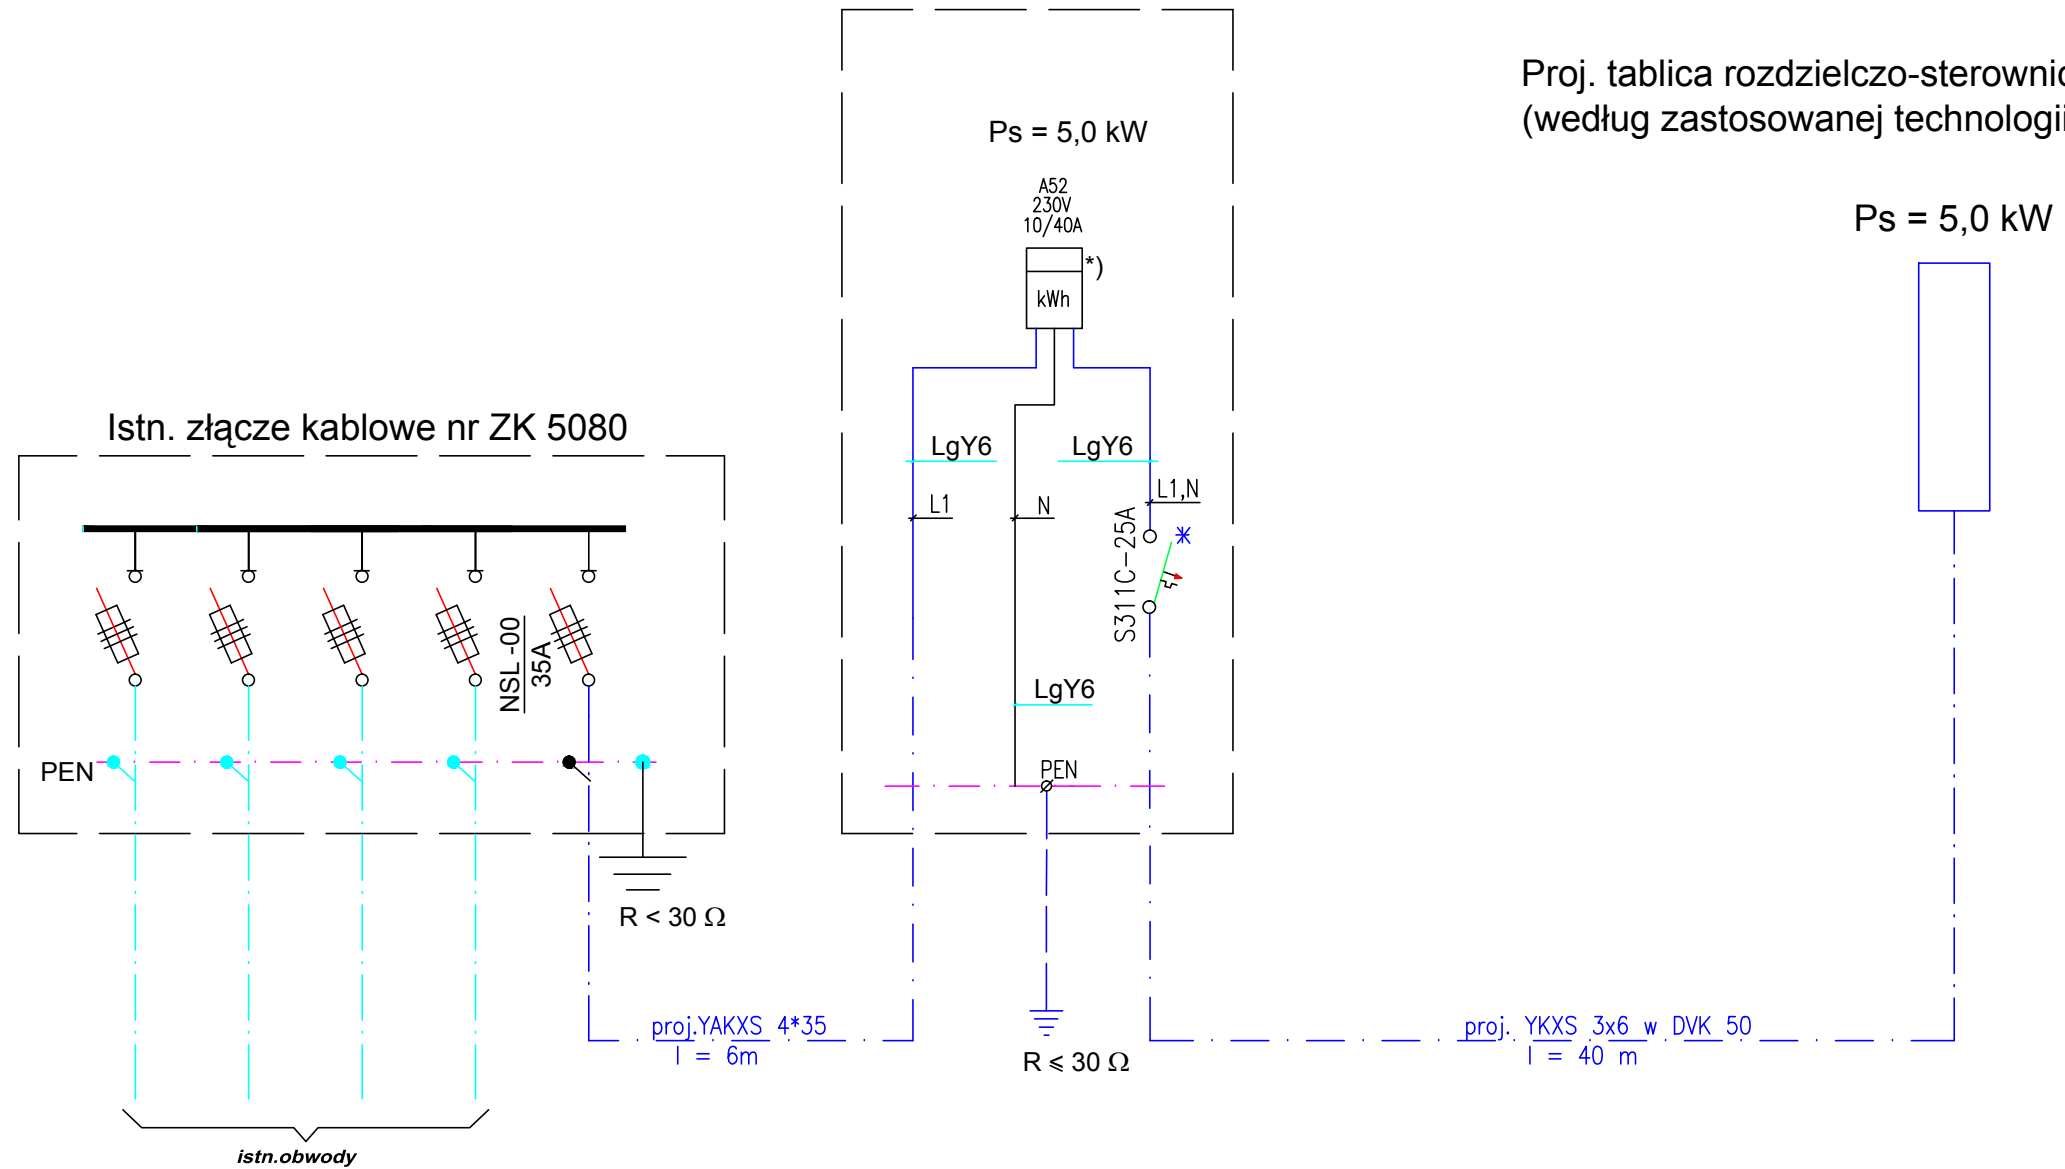 Proj. tablica rozdzielczo-sterownic
(według zastosowanej technologii
Ps = 5,0 kW
Ps = 5,0 kW
A52
230V
10/40A
*)
kWh
Istn. złącze kablowe nr ZK 5080
LgY6
LgY6
L1
N
L1,N
S311C-25A
NSL -00
35A
LgY6
PEN
PEN
R < 30 Ω
proj.YAKXS 4*35
l = 6m
R ≤ 30 Ω
proj. YKXS 3x6 w DVK 50
l = 40 m
istn.obwody